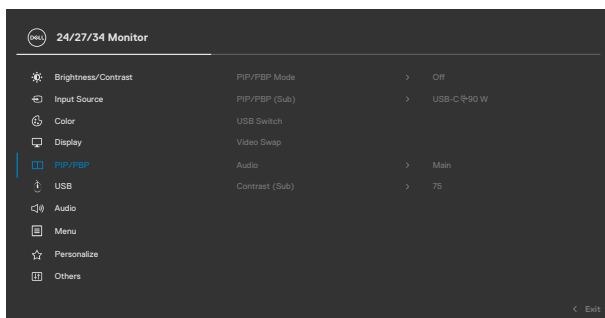 DELL 24/27/34 Monitor
Brightness/Contrast PIP/PBP Mode > Off
Input Source PIP/PBP (Sub) > USB-C 90 W
Color USB Switch
Display Video Swap
PIP/PBP Audio > Main
USB Contrast (Sub) > 75
Audio
Menu
Personalize
Others
< Exit